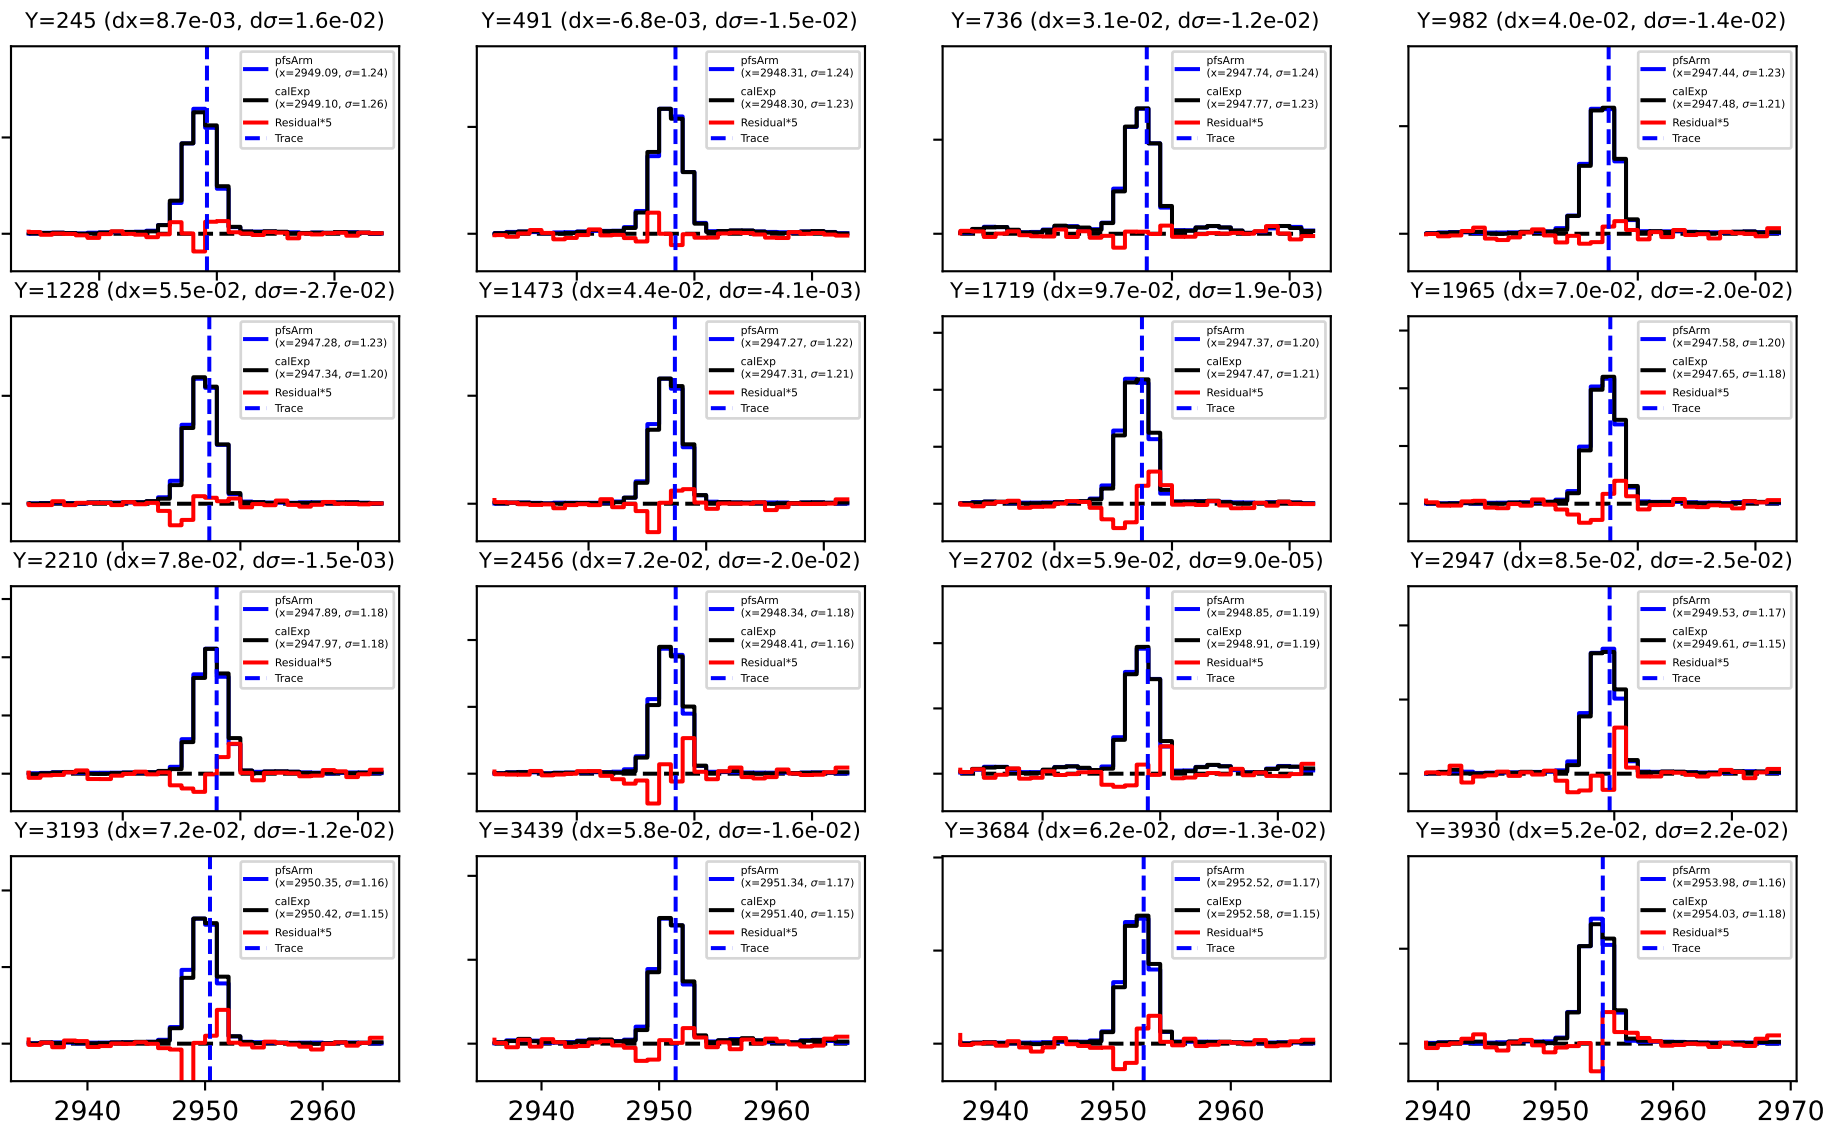 Y=245 (dx=8.7e-03, dσ=1.6e-02)
pfsArm
(x=2949.09, σ=1.24)
calExp
(x=2949.10, σ=1.26)
Residual*5
Trace
Y=491 (dx=-6.8e-03, dσ=-1.5e-02)
pfsArm
(x=2948.31, σ=1.24)
calExp
(x=2948.30, σ=1.23)
Residual*5
Trace
Y=736 (dx=3.1e-02, dσ=-1.2e-02)
pfsArm
(x=2947.74, σ=1.24)
calExp
(x=2947.77, σ=1.23)
Residual*5
Trace
Y=982 (dx=4.0e-02, dσ=-1.4e-02)
pfsArm
(x=2947.44, σ=1.23)
calExp
(x=2947.48, σ=1.21)
Residual*5
Trace
Y=1228 (dx=5.5e-02, dσ=-2.7e-02)
pfsArm
(x=2947.28, σ=1.23)
calExp
(x=2947.34, σ=1.20)
Residual*5
Trace
Y=1473 (dx=4.4e-02, dσ=-4.1e-03)
pfsArm
(x=2947.27, σ=1.22)
calExp
(x=2947.31, σ=1.21)
Residual*5
Trace
Y=1719 (dx=9.7e-02, dσ=1.9e-03)
pfsArm
(x=2947.37, σ=1.20)
calExp
(x=2947.47, σ=1.21)
Residual*5
Trace
Y=1965 (dx=7.0e-02, dσ=-2.0e-02)
pfsArm
(x=2947.58, σ=1.20)
calExp
(x=2947.65, σ=1.18)
Residual*5
Trace
Y=2210 (dx=7.8e-02, dσ=-1.5e-03)
pfsArm
(x=2947.89, σ=1.18)
calExp
(x=2947.97, σ=1.18)
Residual*5
Trace
Y=2456 (dx=7.2e-02, dσ=-2.0e-02)
pfsArm
(x=2948.34, σ=1.18)
calExp
(x=2948.41, σ=1.16)
Residual*5
Trace
Y=2702 (dx=5.9e-02, dσ=9.0e-05)
pfsArm
(x=2948.85, σ=1.19)
calExp
(x=2948.91, σ=1.19)
Residual*5
Trace
Y=2947 (dx=8.5e-02, dσ=-2.5e-02)
pfsArm
(x=2949.53, σ=1.17)
calExp
(x=2949.61, σ=1.15)
Residual*5
Trace
Y=3193 (dx=7.2e-02, dσ=-1.2e-02)
pfsArm
(x=2950.35, σ=1.16)
calExp
(x=2950.42, σ=1.15)
Residual*5
Trace
Y=3439 (dx=5.8e-02, dσ=-1.6e-02)
pfsArm
(x=2951.34, σ=1.17)
calExp
(x=2951.40, σ=1.15)
Residual*5
Trace
Y=3684 (dx=6.2e-02, dσ=-1.3e-02)
pfsArm
(x=2952.52, σ=1.17)
calExp
(x=2952.58, σ=1.15)
Residual*5
Trace
Y=3930 (dx=5.2e-02, dσ=2.2e-02)
pfsArm
(x=2953.98, σ=1.16)
calExp
(x=2954.03, σ=1.18)
Residual*5
Trace
2940 2950 2960
2940 2950 2960
2940 2950 2960
2940 2950 2960 2970